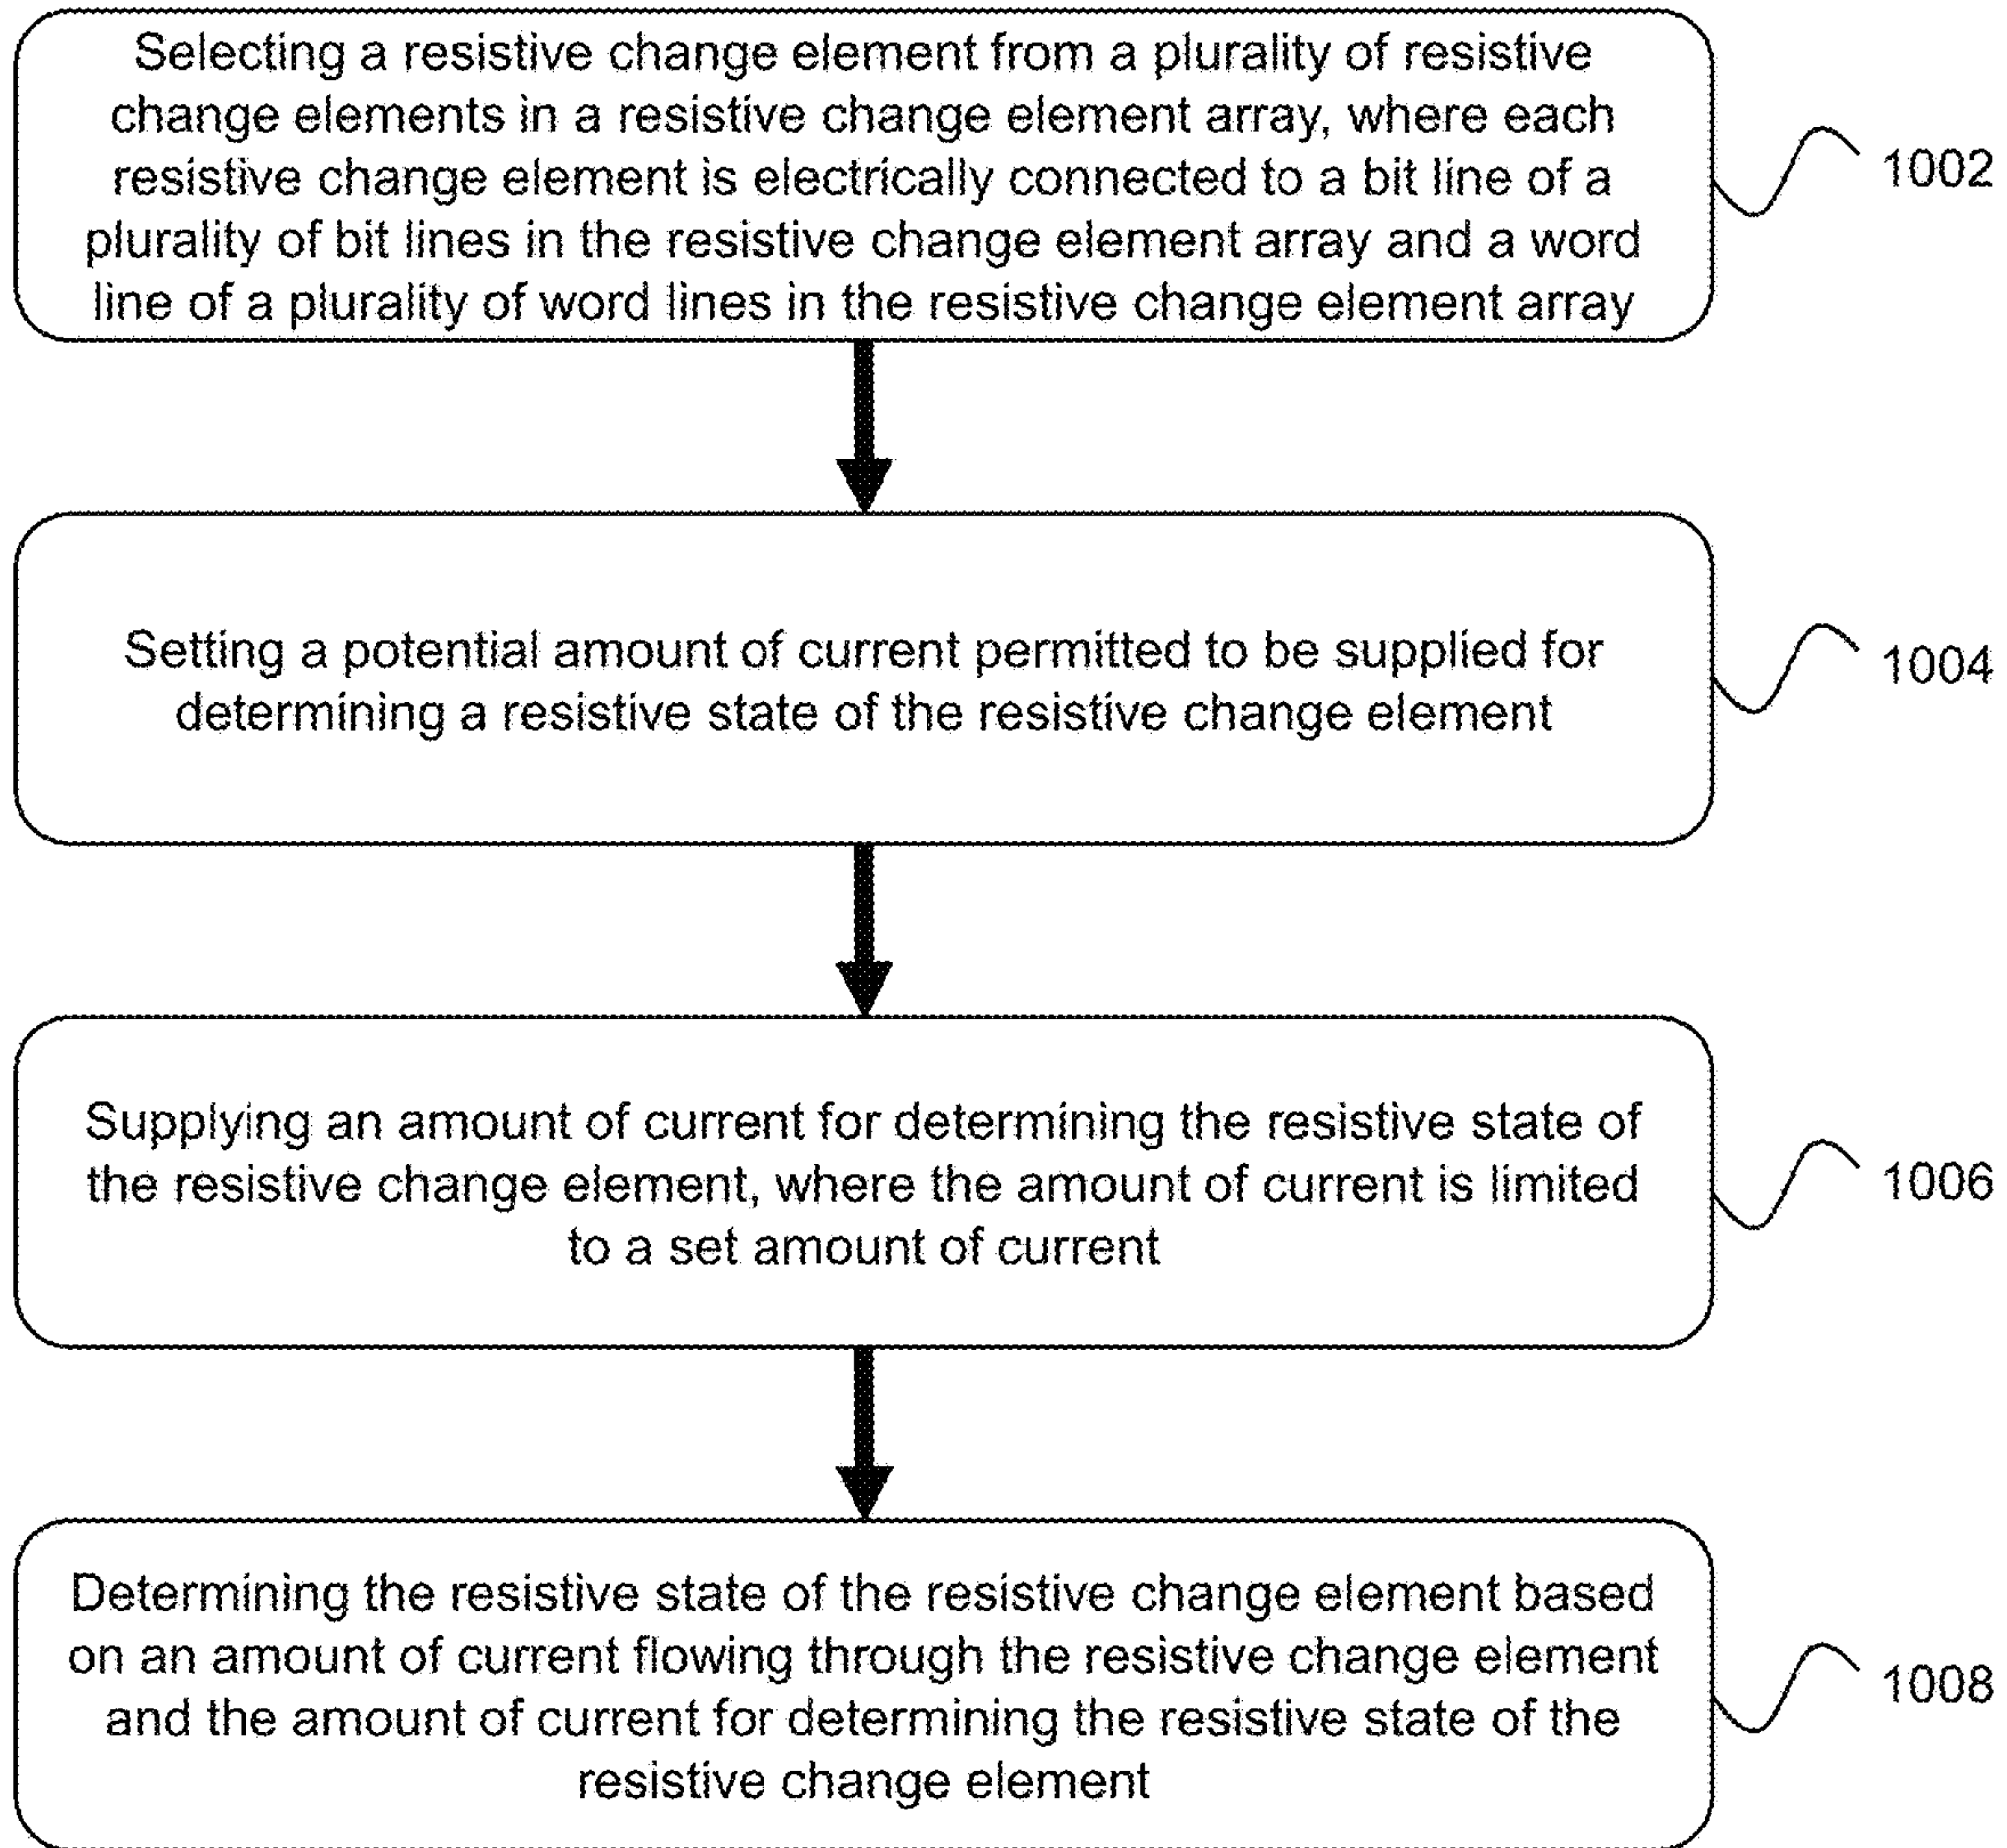 Selecting a resistive change element from a plurality of resistive
change elements in a resistive change element array, where each
resistive change element is electrically connected to a bit line of a
plurality of bit lines in the resistive change element array and a word
line of a plurality of word lines in the resistive change element array
1002
Setting a potential amount of current permitted to be supplied for
determining a resistive state of the resistive change element
1004
Supplying an amount of current for determining the resistive state of
the resistive change element, where the amount of current is limited
to a set amount of current
1006
Determining the resistive state of the resistive change element based
on an amount of current flowing through the resistive change element
and the amount of current for determining the resistive state of the
resistive change element
1008